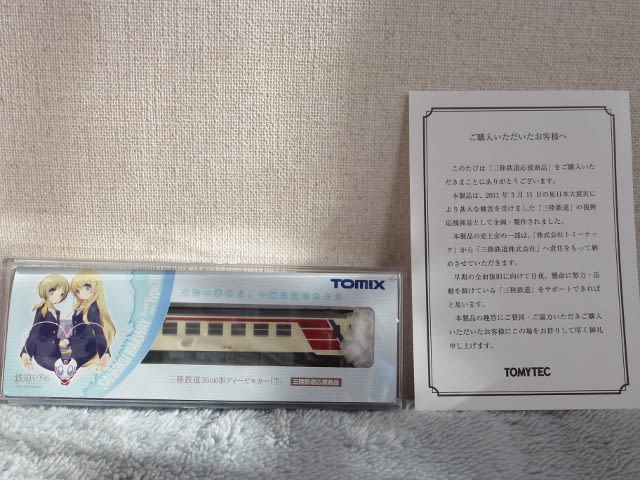 TOMIX
SANRIKU RAILWAY
三陸鉄道36100形ディーゼルカー(T)
三陸鉄道応援商品
鉄道むすめ
ご購入いただいたお客様へ
このたびは「三陸鉄道応援商品」をご購入いた
だきまことにありがとうございます。
本製品は、2011年3月11日の東日本大震災に
より甚大な被害を受けました「三陸鉄道」の復興
応援商品として企画・製作されました。
本製品の売上金の一部は、「株式会社トミーテッ
ク」から「三陸鉄道株式会社」へ責任をもって納
めさせていただきます。
早期の全面復旧に向けて日夜、懸命に努力・活
動を続けている「三陸鉄道」をサポートできれば
と思います。
本製品の趣旨にご賛同・ご協力いただきご購入
いただいたお客様にこの場をお借りして厚く御礼
申し上げます。
TOMYTEC